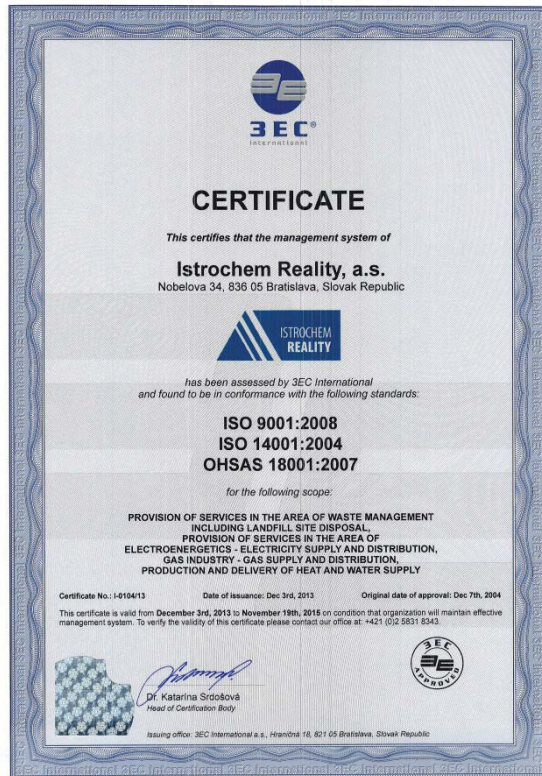 3EC®
International
CERTIFICATE
This certifies that the management system of
Istrochem Reality, a.s.
Nobelova 34, 836 05 Bratislava, Slovak Republic
ISTROCHEM
REALITY
has been assessed by 3EC International
and found to be in conformance with the following standards:
ISO 9001:2008
ISO 14001:2004
OHSAS 18001:2007
for the following scope:
PROVISION OF SERVICES IN THE AREA OF WASTE MANAGEMENT
INCLUDING LANDFILL SITE DISPOSAL,
PROVISION OF SERVICES IN THE AREA OF
ELECTROENERGETICS - ELECTRICITY SUPPLY AND DISTRIBUTION,
GAS INDUSTRY - GAS SUPPLY AND DISTRIBUTION,
PRODUCTION AND DELIVERY OF HEAT AND WATER SUPPLY
Certificate No.: I-0104/13 Date of issuance: Dec 3rd, 2013 Original date of approval: Dec 7th, 2004
This certificate is valid from December 3rd, 2013 to November 19th, 2015 on condition that organization will maintain effective
management system. To verify the validity of this certificate please contact our office at: +421 (0)2 5831 8343.
3EC
APPROVED
Dr. Katarína Srdošová
Head of Certification Body
Issuing office: 3EC International a.s., Hraničná 18, 821 05 Bratislava, Slovak Republic